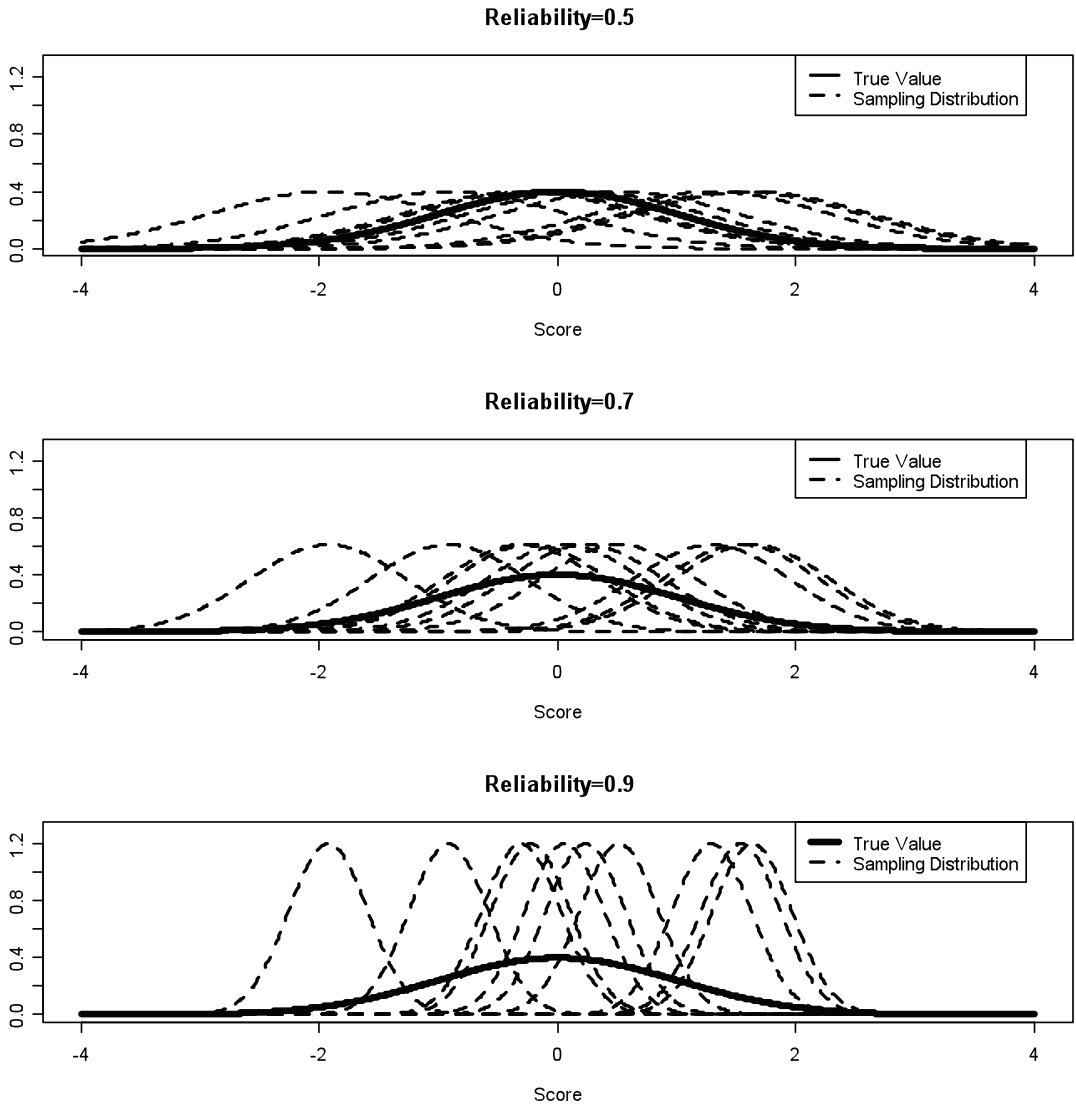 Reliability=0.5
True Value
Sampling Distribution
1.2
0.8
0.4
0.0
-4 -2 0 2 4
Score
Reliability=0.7
True Value
Sampling Distribution
1.2
0.8
0.4
0.0
-4 -2 0 2 4
Score
Reliability=0.9
True Value
Sampling Distribution
1.2
0.8
0.4
0.0
-4 -2 0 2 4
Score